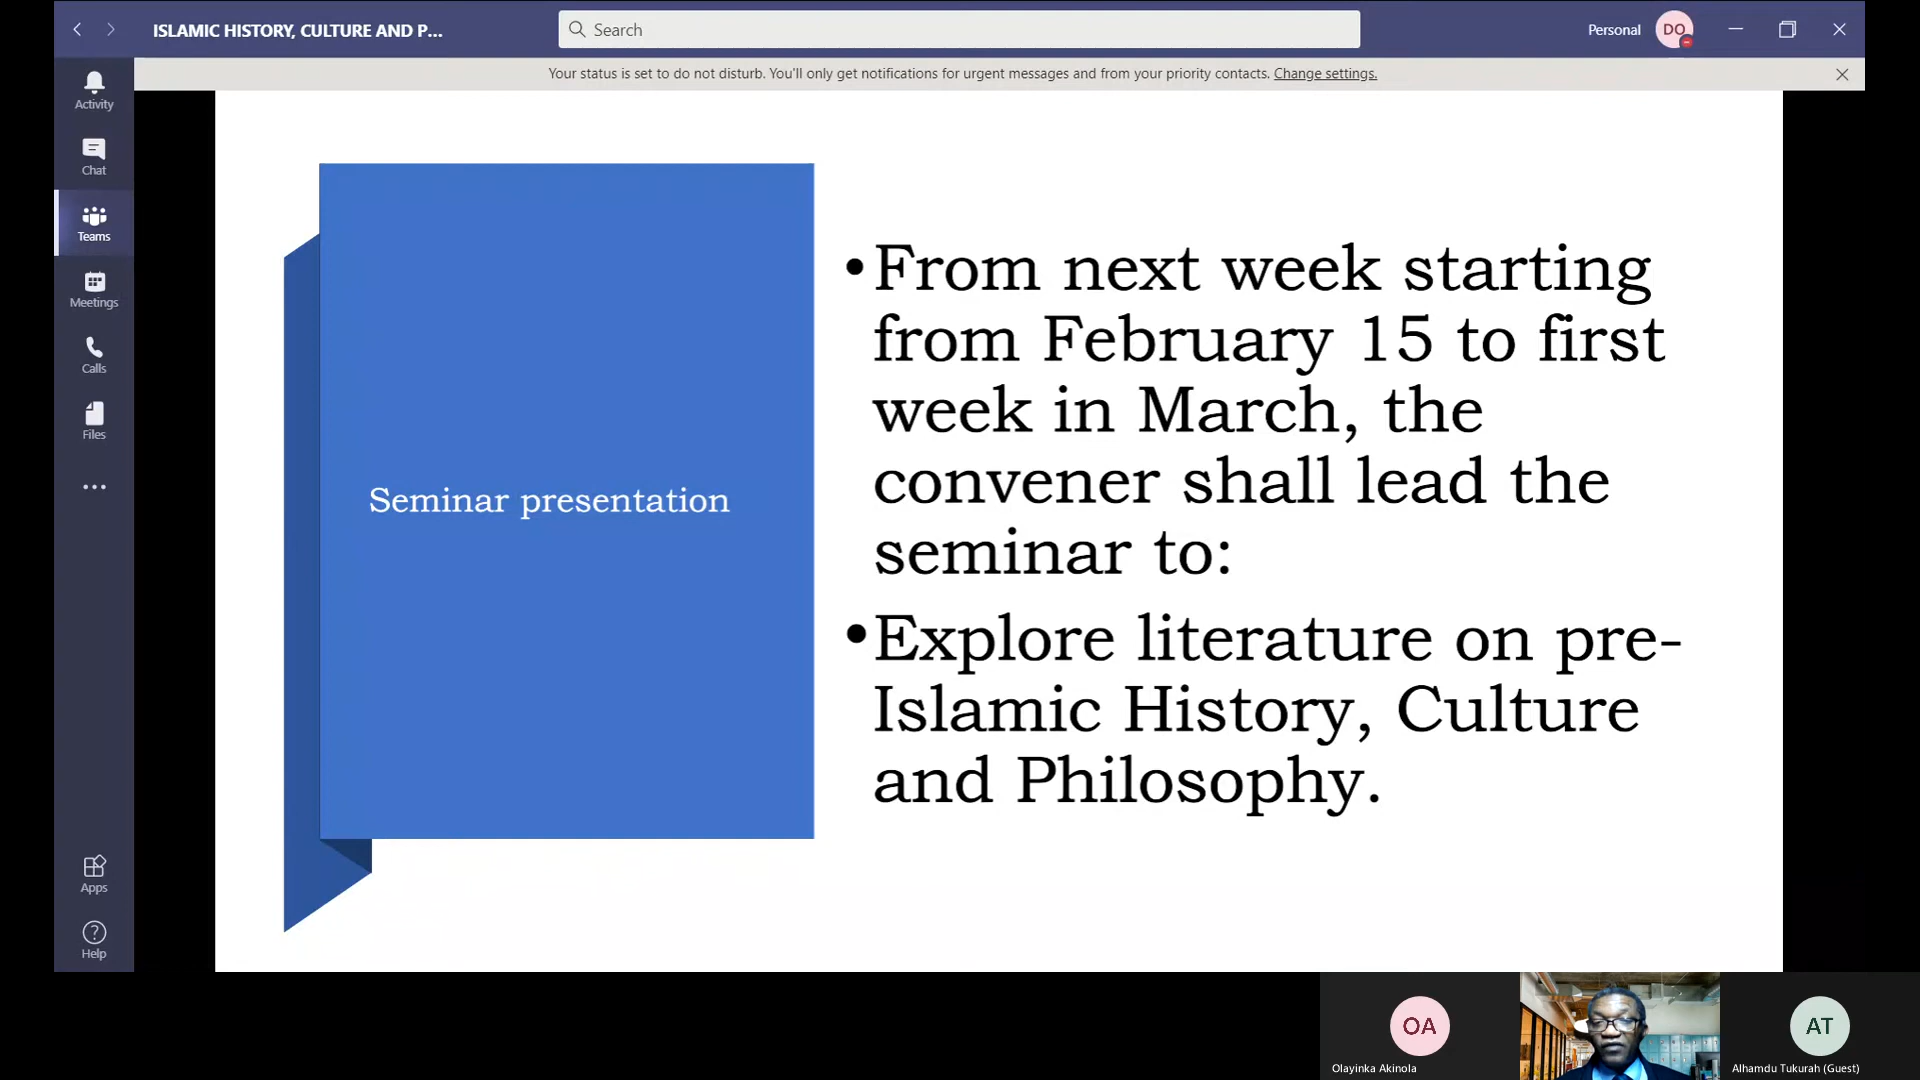 ISLAMIC HISTORY, CULTURE AND P...
Search
Personal
DO
Your status is set to do not disturb. You'll only get notifications for urgent messages and from your priority contacts. Change settings.
Activity
Chat
Teams
Meetings
Calls
Files
Apps
Help
Seminar presentation
•From next week starting
from February 15 to first
week in March, the
convener shall lead the
seminar to:
•Explore literature on pre-
Islamic History, Culture
and Philosophy.
OA
Olayinka Akinola
AT
Alhamdu Tukurah (Guest)